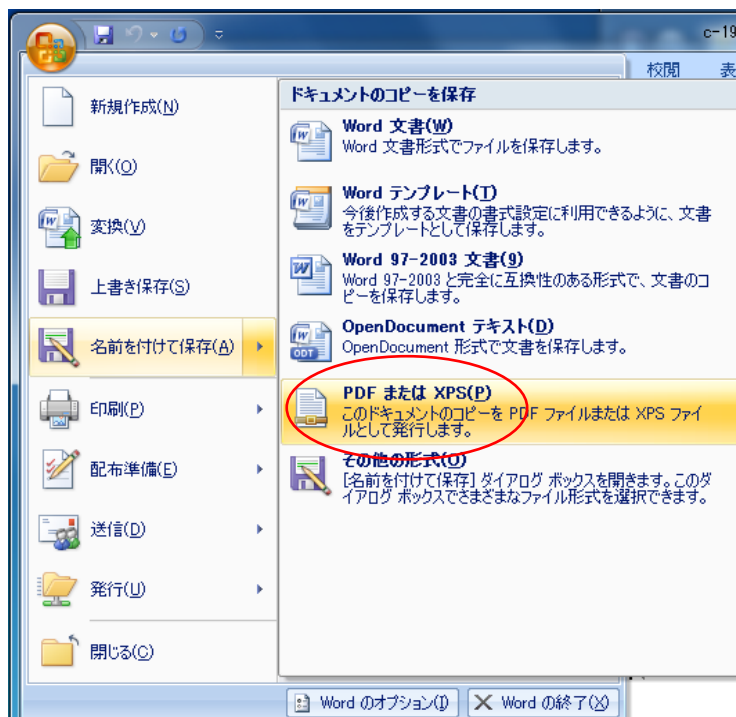 c-19
校閲 表
新規作成(N)
開く(O)
変換(V)
上書き保存(S)
名前を付けて保存(A)
印刷(P)
配布準備(E)
送信(D)
発行(U)
閉じる(C)
ドキュメントのコピーを保存
Word 文書(W)
Word 文書形式でファイルを保存します。
Word テンプレート(T)
今後作成する文書の書式設定に利用できるように、文書
をテンプレートとして保存します。
Word 97-2003 文書(9)
Word 97-2003 と完全に互換性のある形式で、文書のコ
ピーを保存します。
OpenDocument テキスト(D)
OpenDocument 形式で文書を保存します。
ODT
PDF または XPS(P)
このドキュメントのコピーを PDF ファイルまたは XPS ファイ
ルとして発行します。
その他の形式(O)
[名前を付けて保存] ダイアログ ボックスを開きます。このダ
イアログ ボックスでさまざまなファイル形式を選択できます。
Word のオプション(I) Word の終了(X)